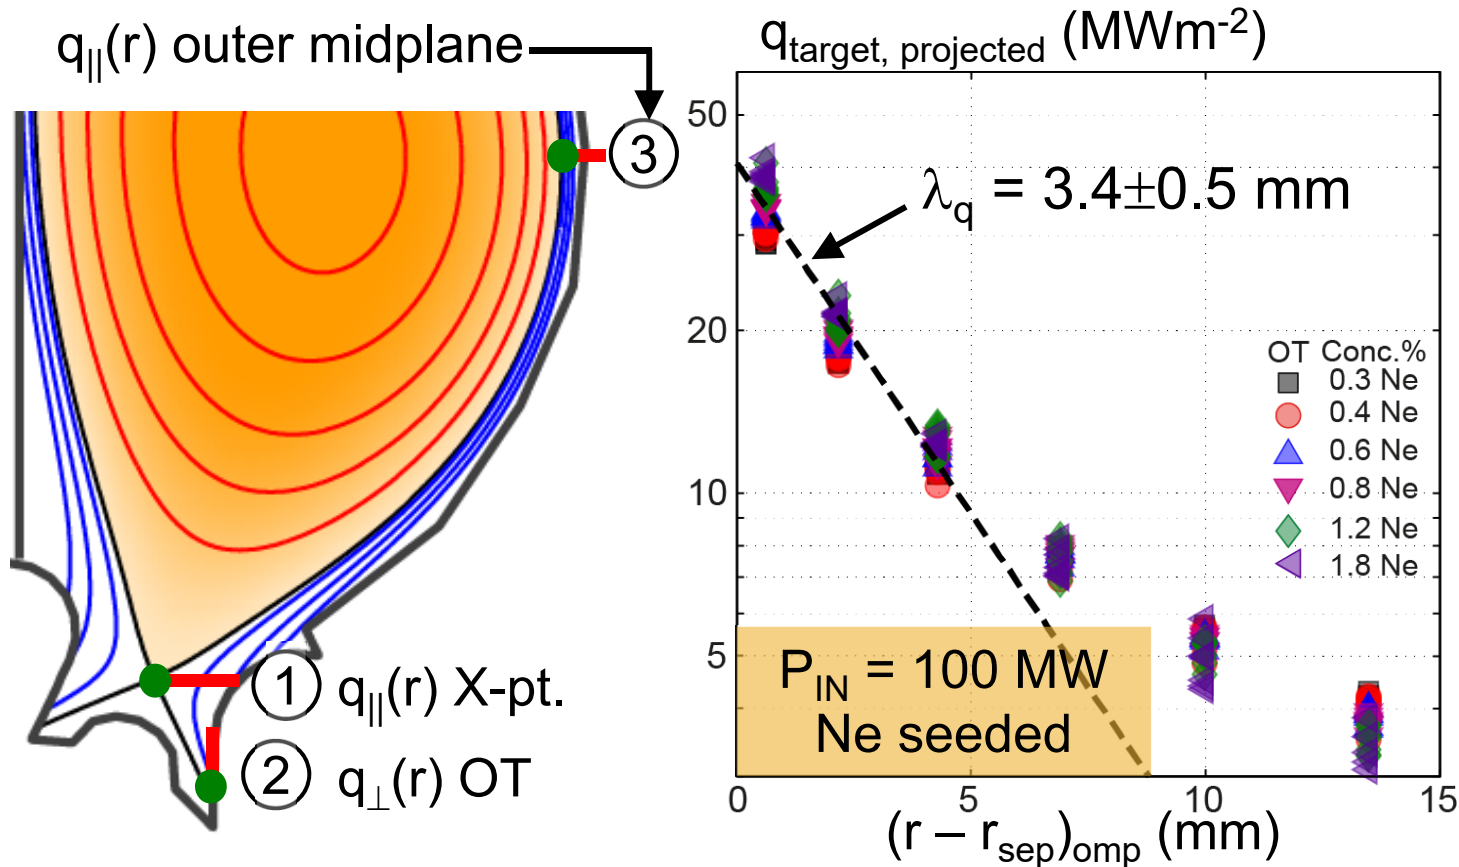 q||(r) outer midplane
3
1 q||(r) X-pt.
2 q⊥(r) OT
qtarget, projected (MWm-2)
50
20
10
5
λq = 3.4±0.5 mm
OT Conc.%
0.3 Ne
0.4 Ne
0.6 Ne
0.8 Ne
1.2 Ne
1.8 Ne
PIN = 100 MW
Ne seeded
0 5 10 15
(r – rsep)omp (mm)